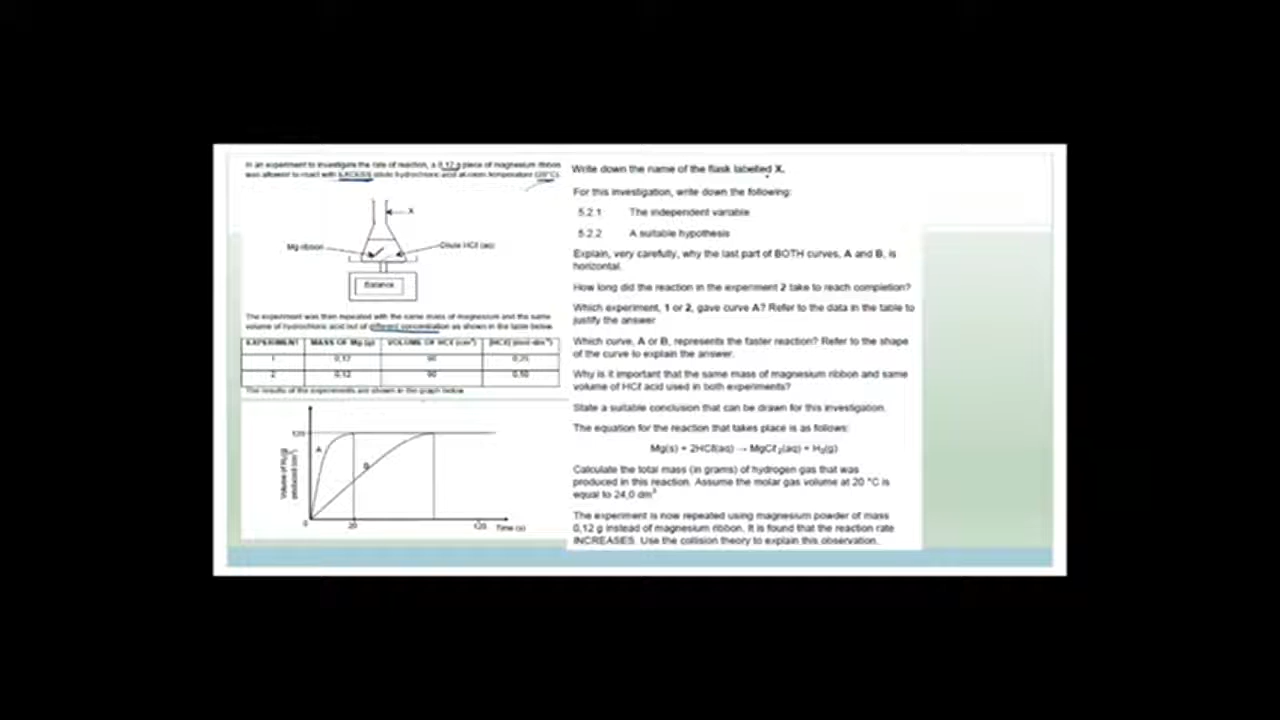 In an experiment to investigate the rate of reaction, a 0,12 g piece of magnesium ribbon
was allowed to react with EXCESS dilute hydrochloric acid at room temperature (20°C).
X
Mg ribbon
Dilute HCℓ (aq)
Balance
The experiment was then repeated with the same mass of magnesium and the same
volume of hydrochloric acid but of different concentration as shown in the table below.
EXPERIMENT MASS OF Mg (g) VOLUME OF HCℓ (cm³) [HCℓ] (mol·dm⁻³)
1 0,12 0,25
2 0,12 0,50
The results of the experiments are shown in the graph below
Volume of H₂(g)
produced (cm³)
120
A
B
0
20
120
Time (s)
Write down the name of the flask labelled X.
For this investigation, write down the following:
5.2.1 The independent variable
5.2.2 A suitable hypothesis
Explain, very carefully, why the last part of BOTH curves, A and B, is
horizontal.
How long did the reaction in the experiment 2 take to reach completion?
Which experiment, 1 or 2, gave curve A? Refer to the data in the table to
justify the answer
Which curve, A or B, represents the faster reaction? Refer to the shape
of the curve to explain the answer.
Why is it important that the same mass of magnesium ribbon and same
volume of HCℓ acid used in both experiments?
State a suitable conclusion that can be drawn for this investigation.
The equation for the reaction that takes place is as follows:
Mg(s) + 2HCℓ(aq) → MgCℓ₂(aq) + H₂(g)
Calculate the total mass (in grams) of hydrogen gas that was
produced in this reaction. Assume the molar gas volume at 20 °C is
equal to 24,0 dm³
The experiment is now repeated using magnesium powder of mass
0,12 g instead of magnesium ribbon. It is found that the reaction rate
INCREASES. Use the collision theory to explain this observation.